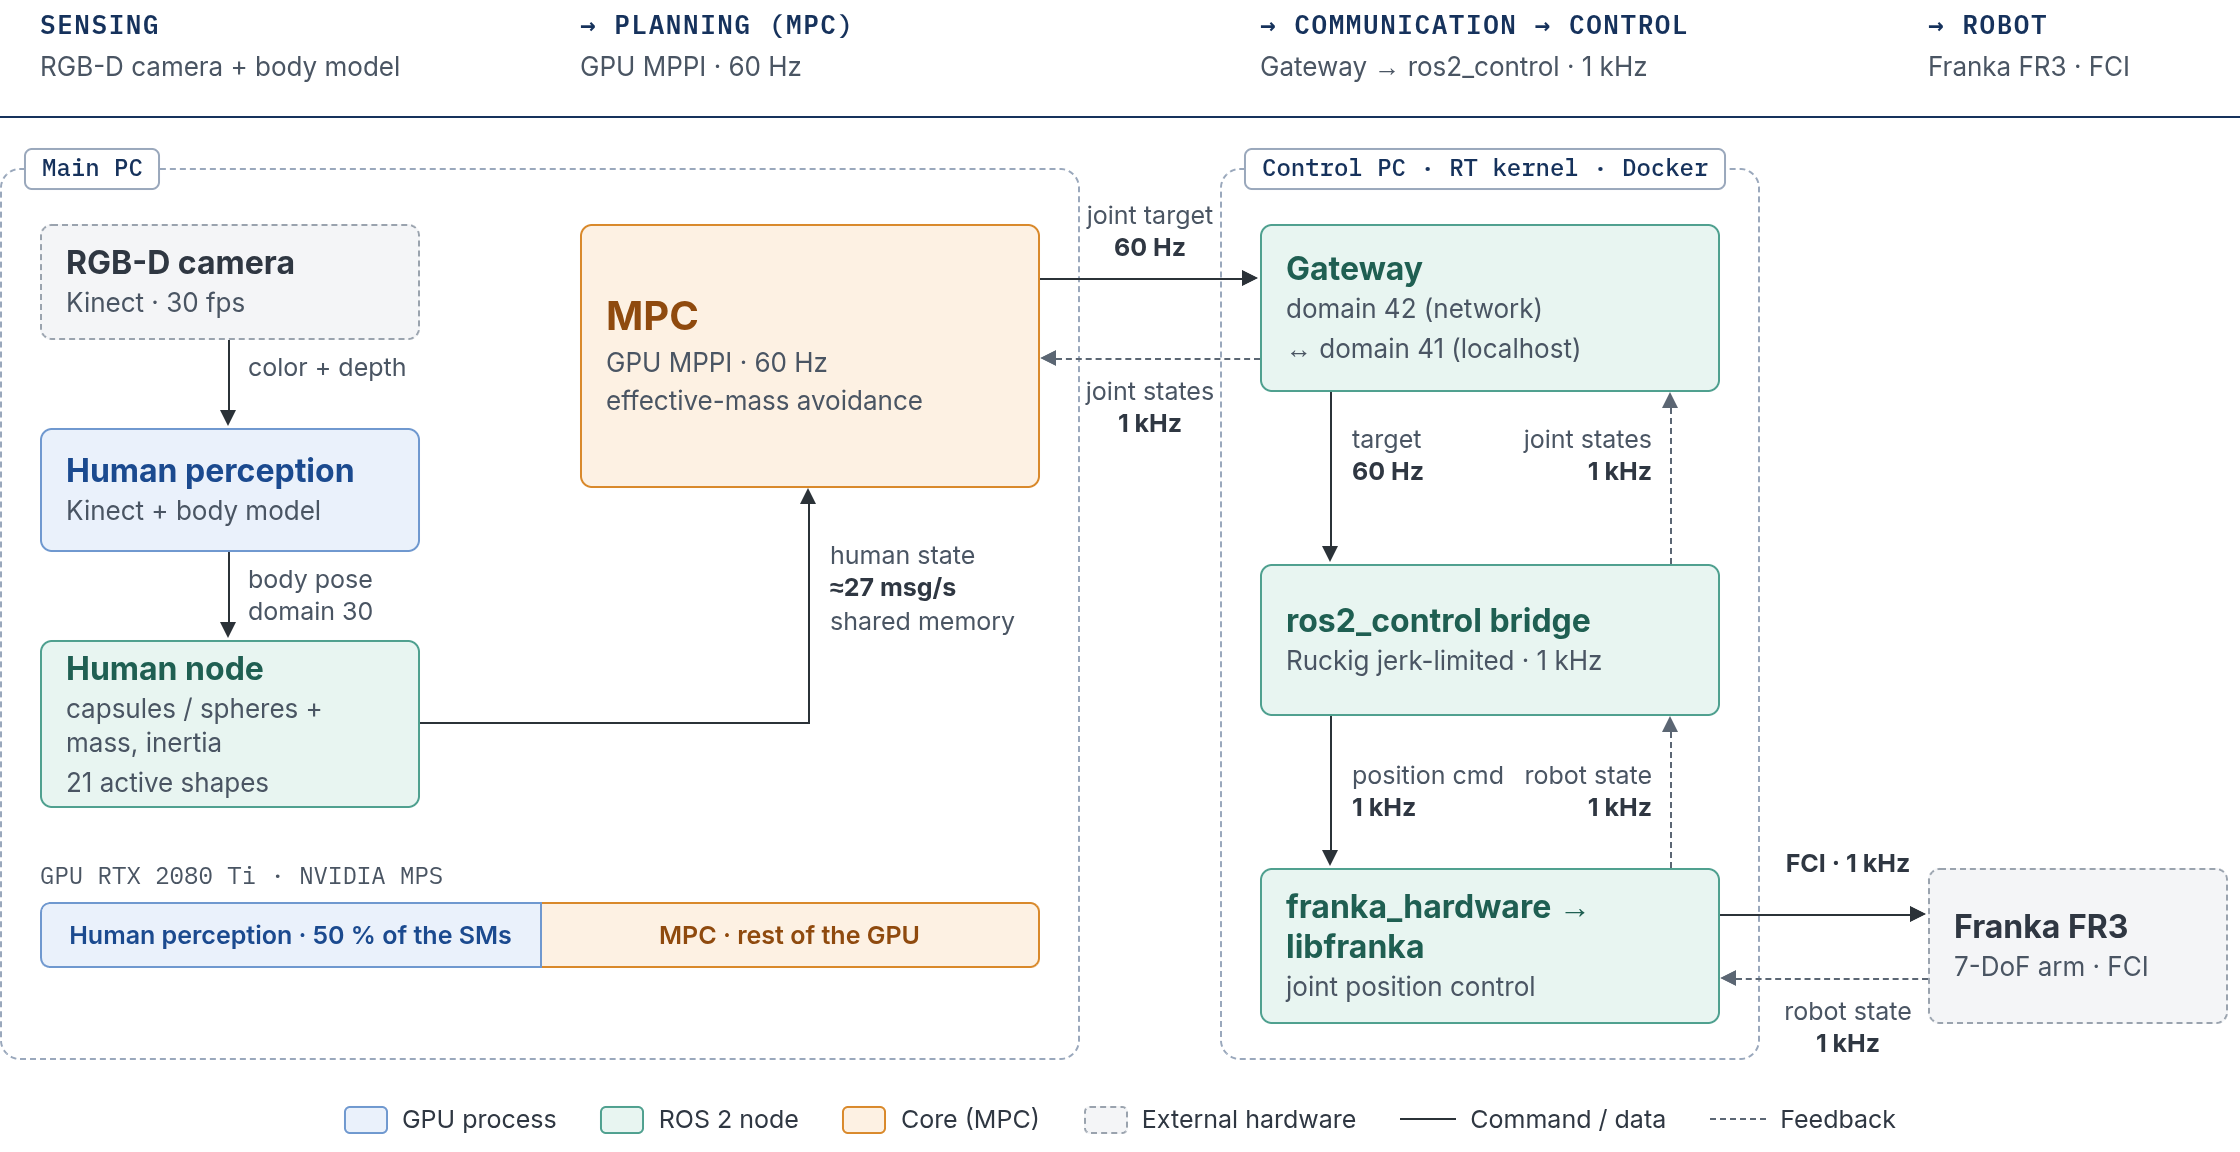 SENSING
RGB-D camera + body model
→ PLANNING (MPC)
GPU MPPI · 60 Hz
→ COMMUNICATION → CONTROL
Gateway → ros2_control · 1 kHz
→ ROBOT
Franka FR3 · FCI
Main PC
RGB-D camera
Kinect · 30 fps
color + depth
Human perception
Kinect + body model
body pose
domain 30
Human node
capsules / spheres +
mass, inertia
21 active shapes
MPC
GPU MPPI · 60 Hz
effective-mass avoidance
human state
≈27 msg/s
shared memory
GPU RTX 2080 Ti · NVIDIA MPS
Human perception · 50 % of the SMs
MPC · rest of the GPU
joint target
60 Hz
joint states
1 kHz
Control PC · RT kernel · Docker
Gateway
domain 42 (network)
↔ domain 41 (localhost)
target
60 Hz
joint states
1 kHz
ros2_control bridge
Ruckig jerk-limited · 1 kHz
position cmd
1 kHz
robot state
1 kHz
franka_hardware →
libfranka
joint position control
FCI · 1 kHz
robot state
1 kHz
Franka FR3
7-DoF arm · FCI
GPU process
ROS 2 node
Core (MPC)
External hardware
Command / data
Feedback